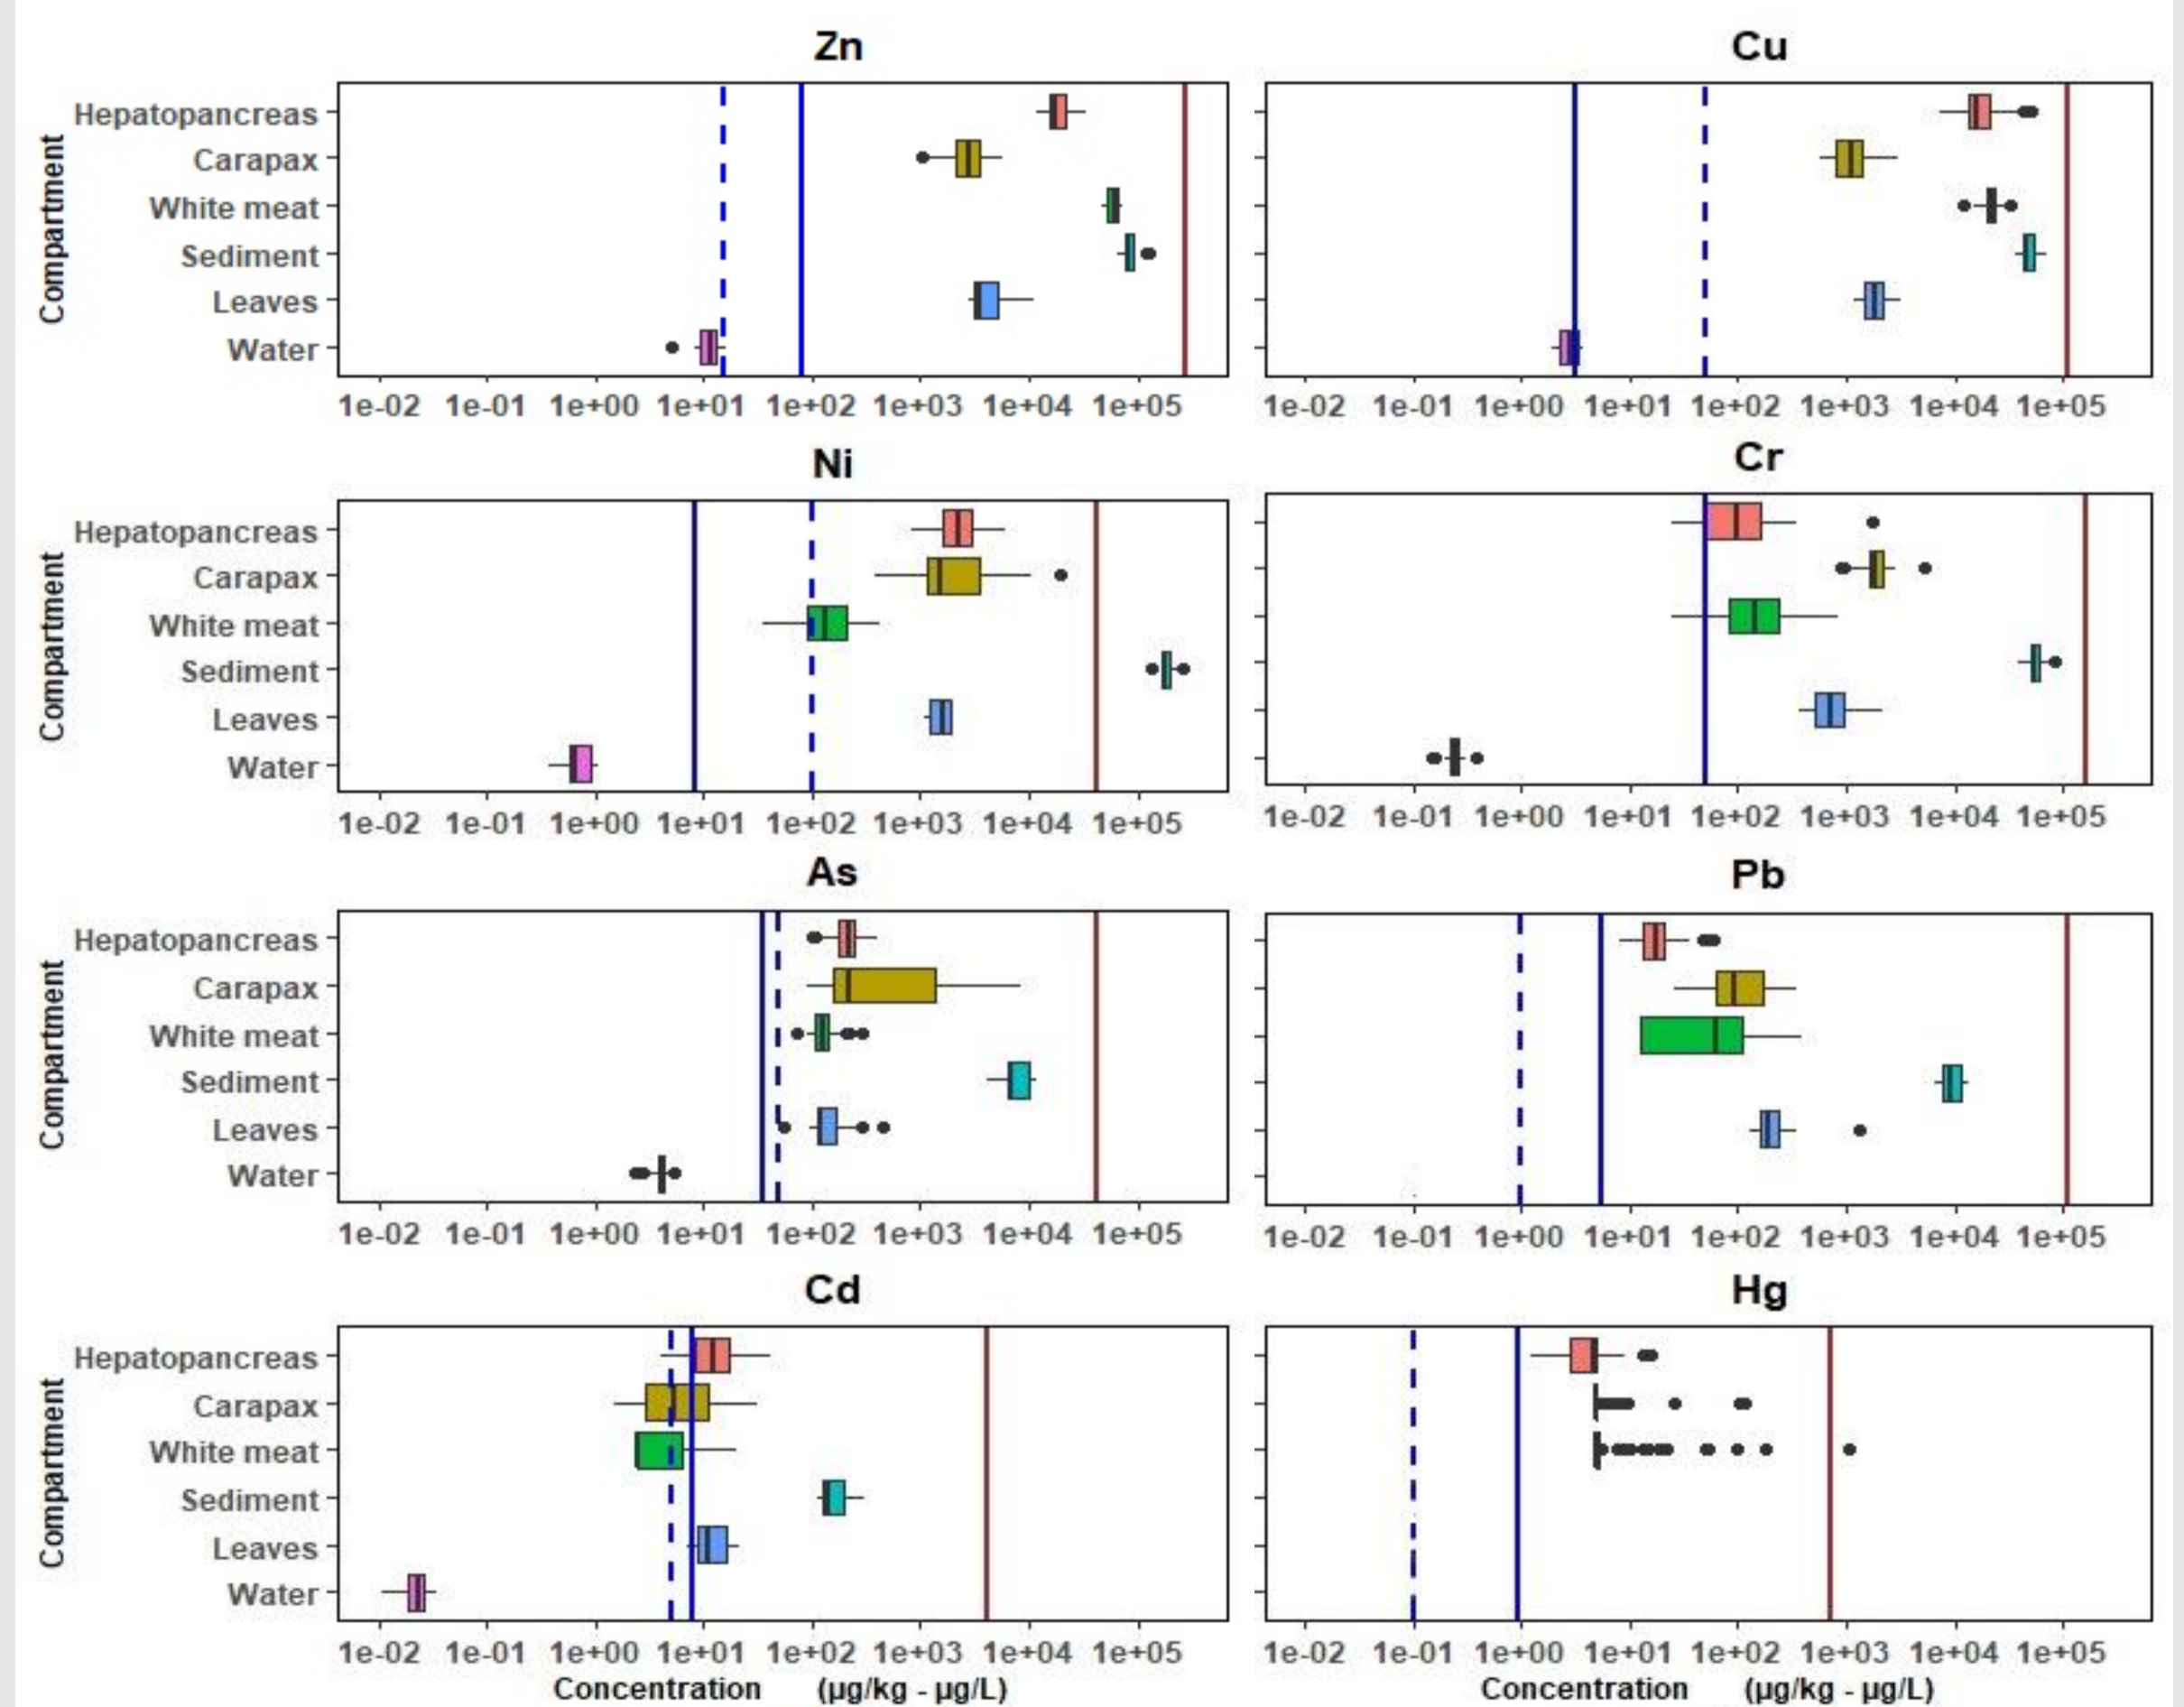 Zn
Cu
Compartment
Hepatopancreas
Carapax
White meat
Sediment
Leaves
Water
1e-02 1e-01 1e+00 1e+01 1e+02 1e+03 1e+04 1e+05
1e-02 1e-01 1e+00 1e+01 1e+02 1e+03 1e+04 1e+05
Ni
Cr
Compartment
Hepatopancreas
Carapax
White meat
Sediment
Leaves
Water
1e-02 1e-01 1e+00 1e+01 1e+02 1e+03 1e+04 1e+05
1e-02 1e-01 1e+00 1e+01 1e+02 1e+03 1e+04 1e+05
As
Pb
Compartment
Hepatopancreas
Carapax
White meat
Sediment
Leaves
Water
1e-02 1e-01 1e+00 1e+01 1e+02 1e+03 1e+04 1e+05
1e-02 1e-01 1e+00 1e+01 1e+02 1e+03 1e+04 1e+05
Cd
Hg
Compartment
Hepatopancreas
Carapax
White meat
Sediment
Leaves
Water
1e-02 1e-01 1e+00 1e+01 1e+02 1e+03 1e+04 1e+05
1e-02 1e-01 1e+00 1e+01 1e+02 1e+03 1e+04 1e+05
Concentration (µg/kg - µg/L)
Concentration (µg/kg - µg/L)